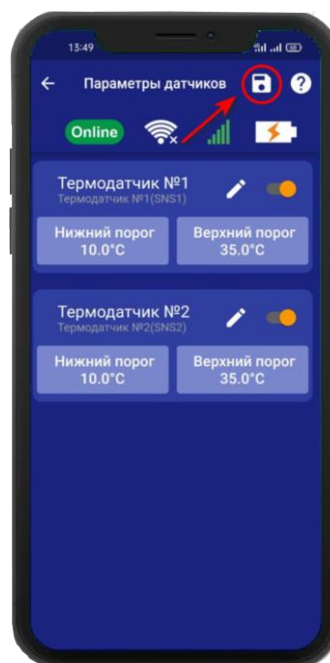 13:49
Параметры датчиков
?
Online
Термодатчик №1
Термодатчик №1(SNS1)
Нижний порог Верхний порог
10.0°C 35.0°C
Термодатчик №2
Термодатчик №2(SNS2)
Нижний порог Верхний порог
10.0°C 35.0°C